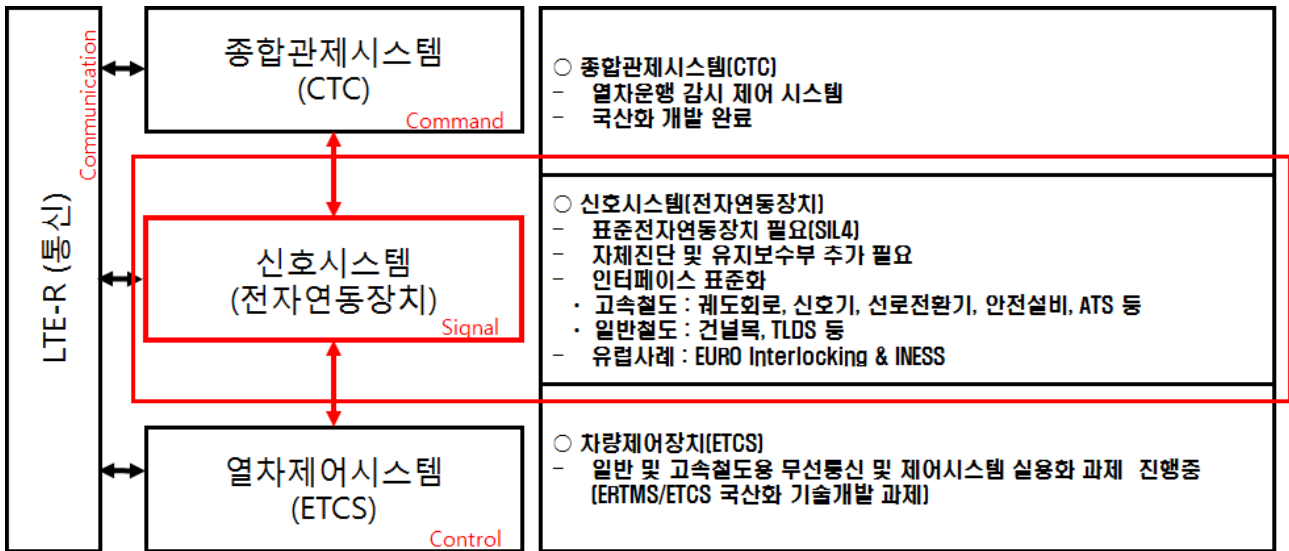 LTE-R (통신)
Communication
종합관제시스템
(CTC)
Command
신호시스템
(전자연동장치)
Signal
열차제어시스템
(ETCS)
Control
○ 종합관제시스템(CTC)
- 열차운행 감시 제어 시스템
- 국산화 개발 완료
○ 신호시스템(전자연동장치)
- 표준전자연동장치 필요(SIL4)
- 자체진단 및 유지보수부 추가 필요
- 인터페이스 표준화
· 고속철도 : 궤도회로, 신호기, 선로전환기, 안전설비, ATS 등
· 일반철도 : 건널목, TLDS 등
- 유럽사례 : EURO Interlocking & INESS
○ 차량제어장치(ETCS)
- 일반 및 고속철도용 무선통신 및 제어시스템 실용화 과제 진행중
(ERTMS/ETCS 국산화 기술개발 과제)